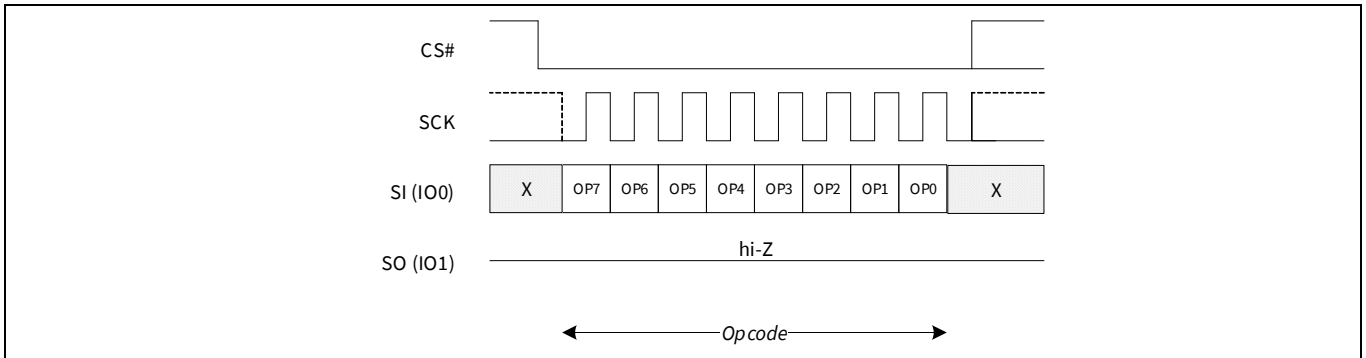 CS#
SCK
SI (IO0) X OP7 OP6 OP5 OP4 OP3 OP2 OP1 OP0 X
hi-Z
SO (IO1)
Opcode